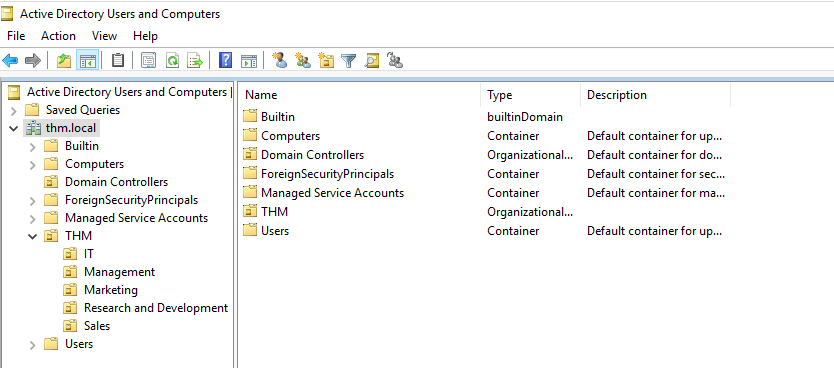 Active Directory Users and Computers
File Action View Help
Active Directory Users and Computers [
Saved Queries
thm.local
Builtin
Computers
Domain Controllers
ForeignSecurityPrincipals
Managed Service Accounts
THM
IT
Management
Marketing
Research and Development
Sales
Users
Name Type Description
Builtin builtinDomain
Computers Container Default container for up...
Domain Controllers Organizational... Default container for do...
ForeignSecurityPrincipals Container Default container for sec...
Managed Service Accounts Container Default container for ma...
THM Organizational...
Users Container Default container for up...